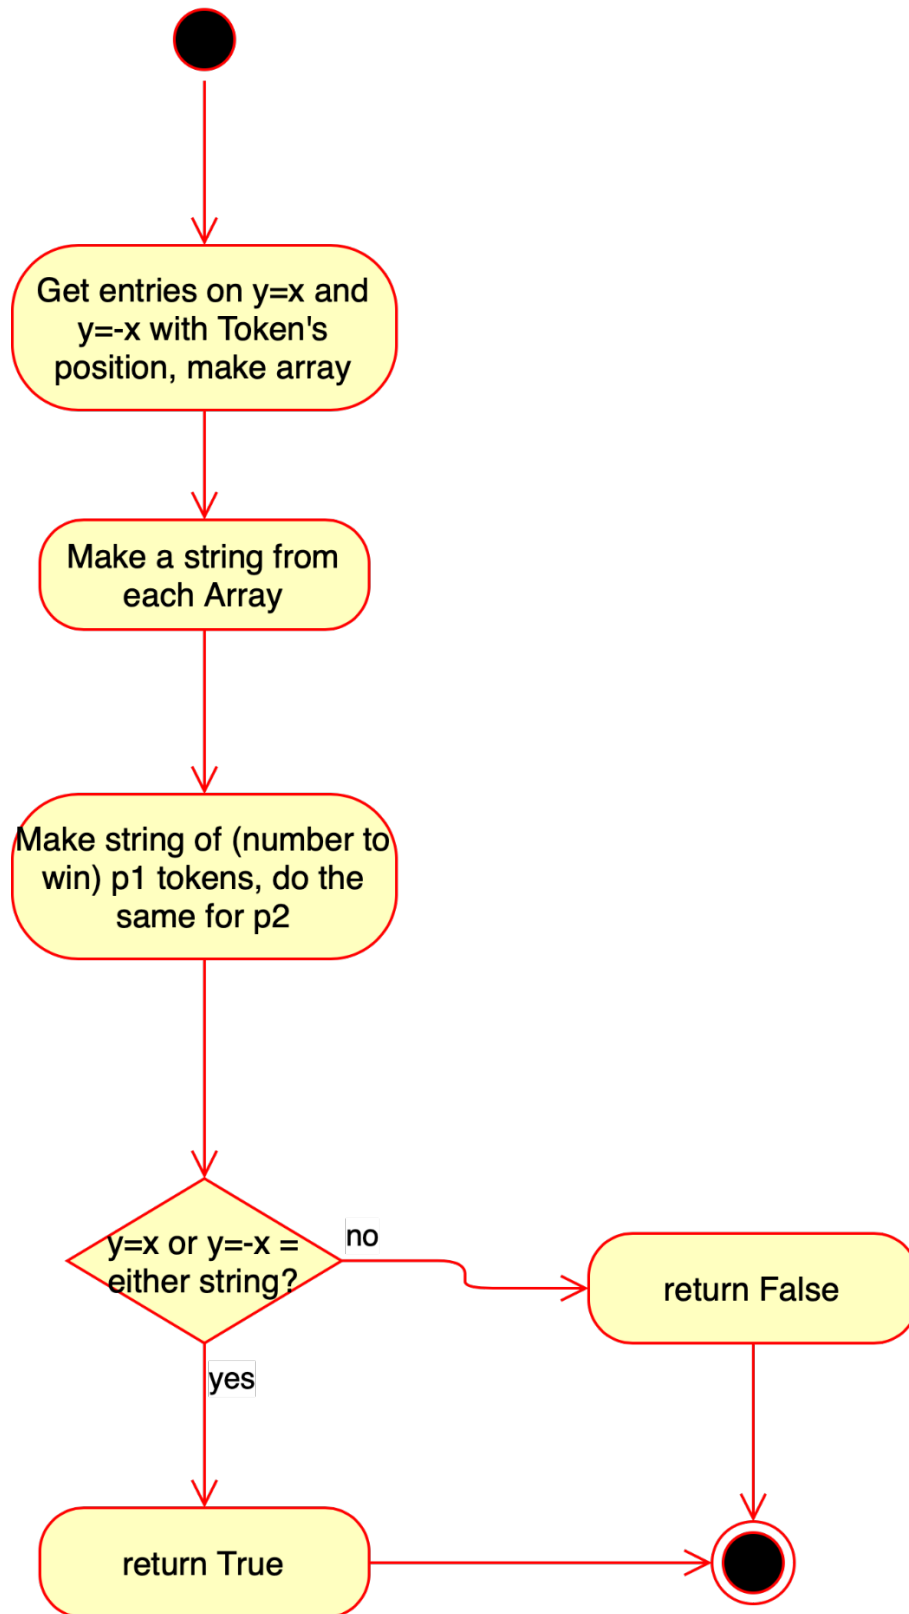 Get entries on y=x and
y=-x with Token's
position, make array
Make a string from
each Array
Make string of (number to
win) p1 tokens, do the
same for p2
y=x or y=-x =
either string?
no
return False
yes
return True